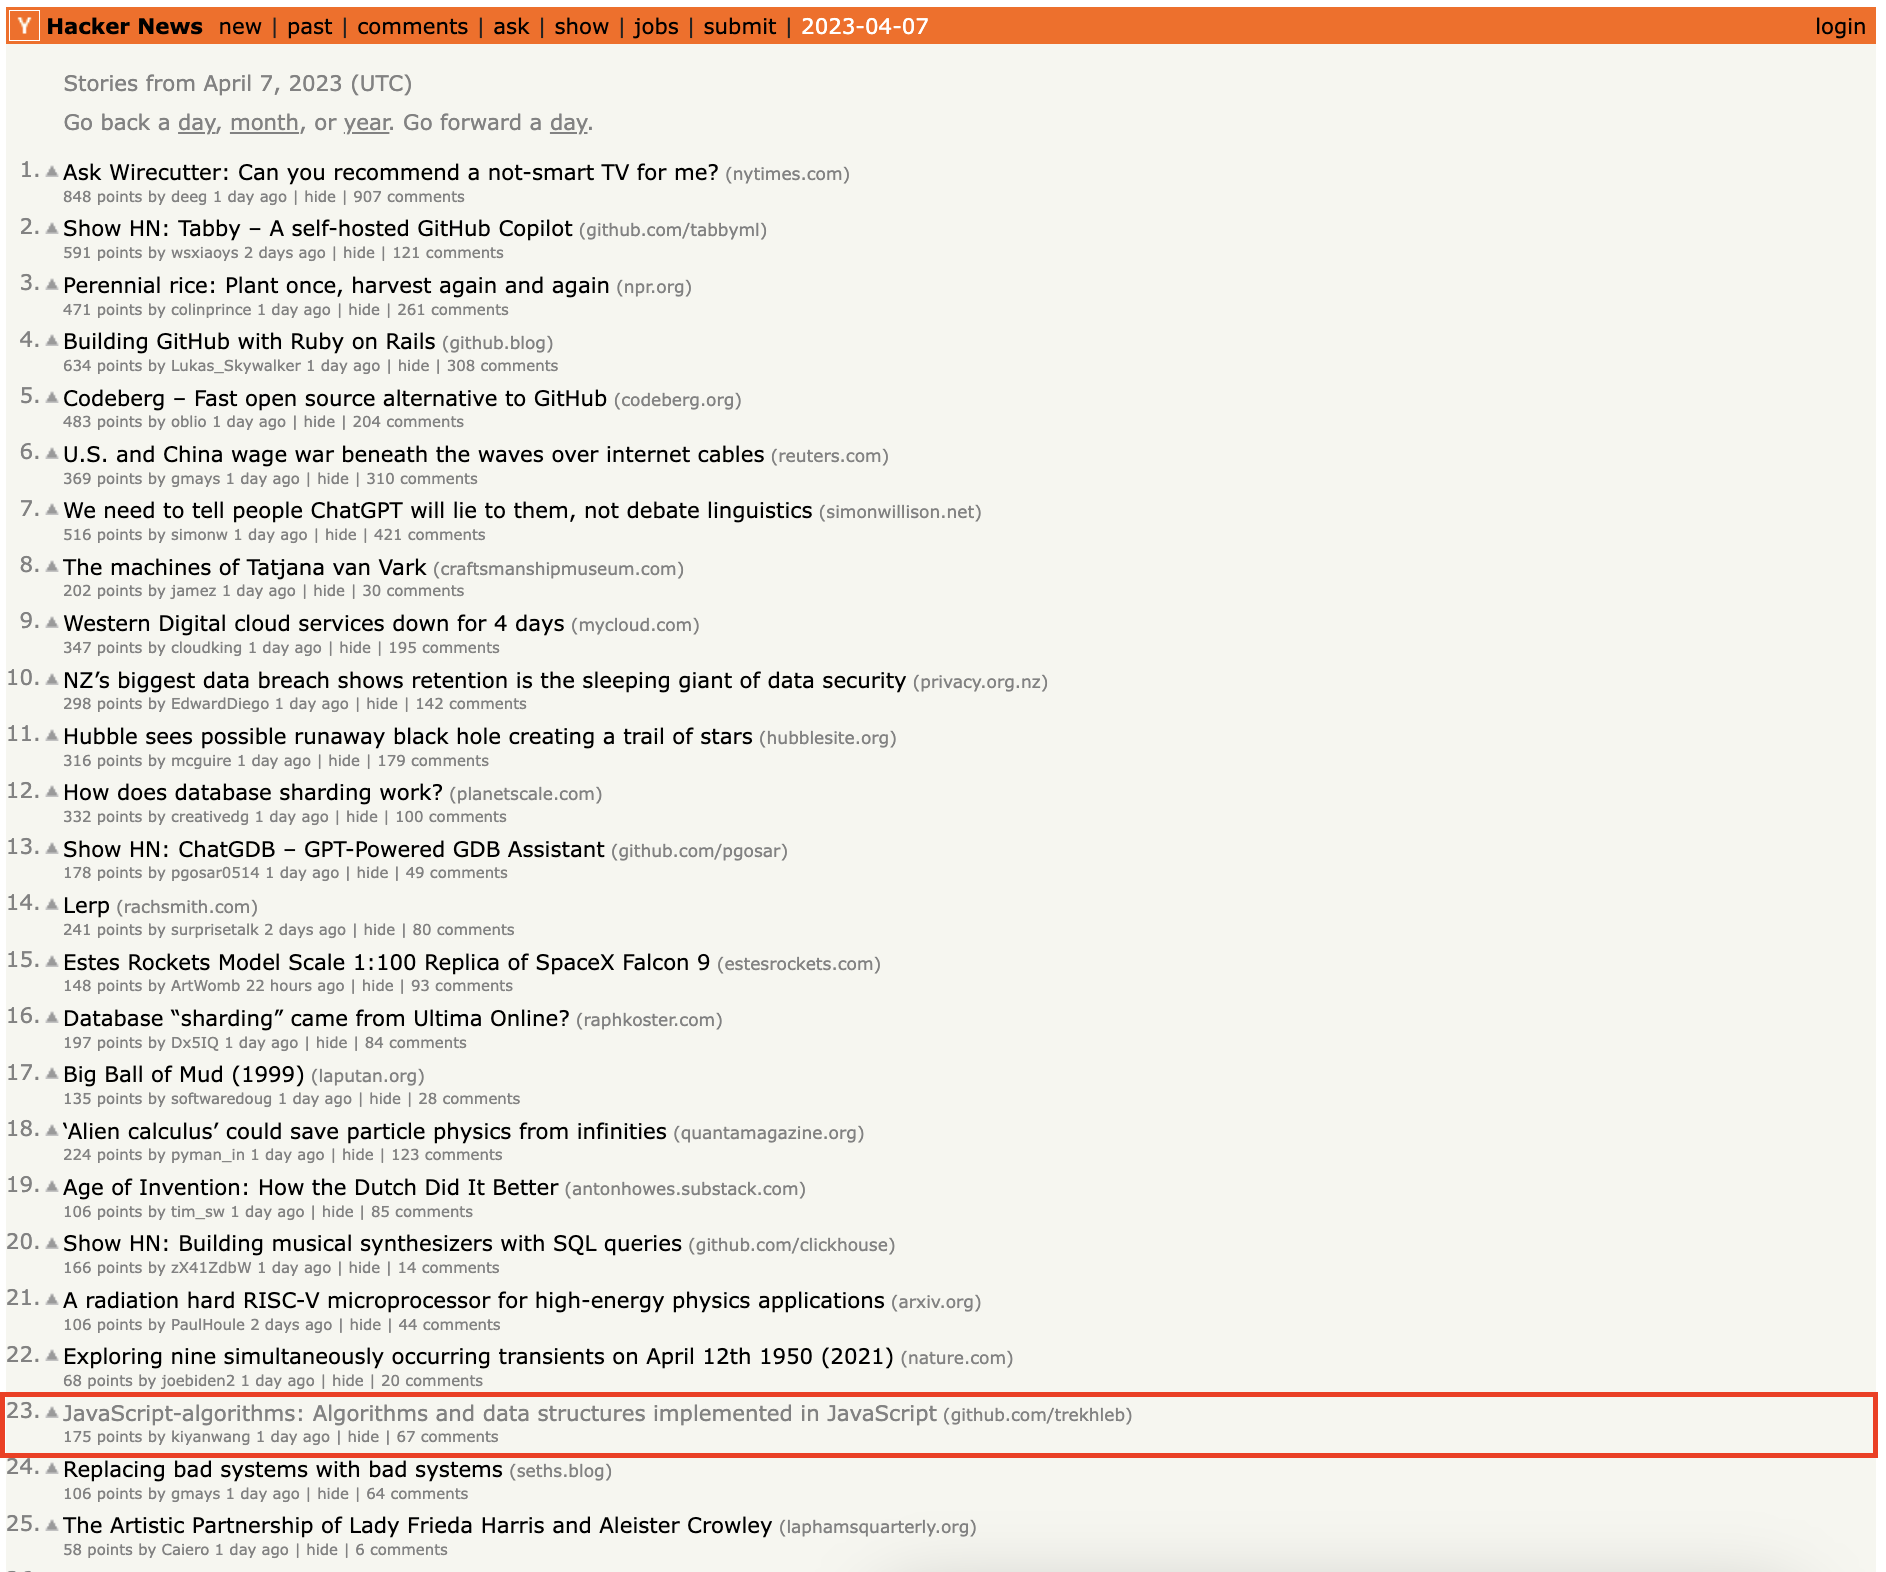 Y Hacker News new | past | comments | ask | show | jobs | submit | 2023-04-07 login
Stories from April 7, 2023 (UTC)
Go back a day, month, or year. Go forward a day.
1. Ask Wirecutter: Can you recommend a not-smart TV for me? (nytimes.com)
848 points by deeg 1 day ago | hide | 907 comments
2. Show HN: Tabby – A self-hosted GitHub Copilot (github.com/tabbyml)
591 points by wsxiaoys 2 days ago | hide | 121 comments
3. Perennial rice: Plant once, harvest again and again (npr.org)
471 points by colinprince 1 day ago | hide | 261 comments
4. Building GitHub with Ruby on Rails (github.blog)
634 points by Lukas_Skywalker 1 day ago | hide | 308 comments
5. Codeberg – Fast open source alternative to GitHub (codeberg.org)
483 points by oblio 1 day ago | hide | 204 comments
6. U.S. and China wage war beneath the waves over internet cables (reuters.com)
369 points by gmays 1 day ago | hide | 310 comments
7. We need to tell people ChatGPT will lie to them, not debate linguistics (simonwillison.net)
516 points by simonw 1 day ago | hide | 421 comments
8. The machines of Tatjana van Vark (craftsmanshipmuseum.com)
202 points by jamez 1 day ago | hide | 30 comments
9. Western Digital cloud services down for 4 days (mycloud.com)
347 points by cloudking 1 day ago | hide | 195 comments
10. NZ’s biggest data breach shows retention is the sleeping giant of data security (privacy.org.nz)
298 points by EdwardDiego 1 day ago | hide | 142 comments
11. Hubble sees possible runaway black hole creating a trail of stars (hubblesite.org)
316 points by mcguire 1 day ago | hide | 179 comments
12. How does database sharding work? (planetscale.com)
332 points by creativedg 1 day ago | hide | 100 comments
13. Show HN: ChatGDB – GPT-Powered GDB Assistant (github.com/pgosar)
178 points by pgosar0514 1 day ago | hide | 49 comments
14. Lerp (rachsmith.com)
241 points by surprisetalk 2 days ago | hide | 80 comments
15. Estes Rockets Model Scale 1:100 Replica of SpaceX Falcon 9 (estesrockets.com)
148 points by ArtWomb 22 hours ago | hide | 93 comments
16. Database “sharding” came from Ultima Online? (raphkoster.com)
197 points by Dx5IQ 1 day ago | hide | 84 comments
17. Big Ball of Mud (1999) (laputan.org)
135 points by softwaredoug 1 day ago | hide | 28 comments
18. ‘Alien calculus’ could save particle physics from infinities (quantamagazine.org)
224 points by pyman_in 1 day ago | hide | 123 comments
19. Age of Invention: How the Dutch Did It Better (antonhowes.substack.com)
106 points by tim_sw 1 day ago | hide | 85 comments
20. Show HN: Building musical synthesizers with SQL queries (github.com/clickhouse)
166 points by zX41ZdbW 1 day ago | hide | 14 comments
21. A radiation hard RISC-V microprocessor for high-energy physics applications (arxiv.org)
106 points by PaulHoule 2 days ago | hide | 44 comments
22. Exploring nine simultaneously occurring transients on April 12th 1950 (2021) (nature.com)
68 points by joebiden2 1 day ago | hide | 20 comments
23. JavaScript-algorithms: Algorithms and data structures implemented in JavaScript (github.com/trekhleb)
175 points by kiyanwang 1 day ago | hide | 67 comments
24. Replacing bad systems with bad systems (seths.blog)
106 points by gmays 1 day ago | hide | 64 comments
25. The Artistic Partnership of Lady Frieda Harris and Aleister Crowley (laphamsquarterly.org)
58 points by Caiero 1 day ago | hide | 6 comments